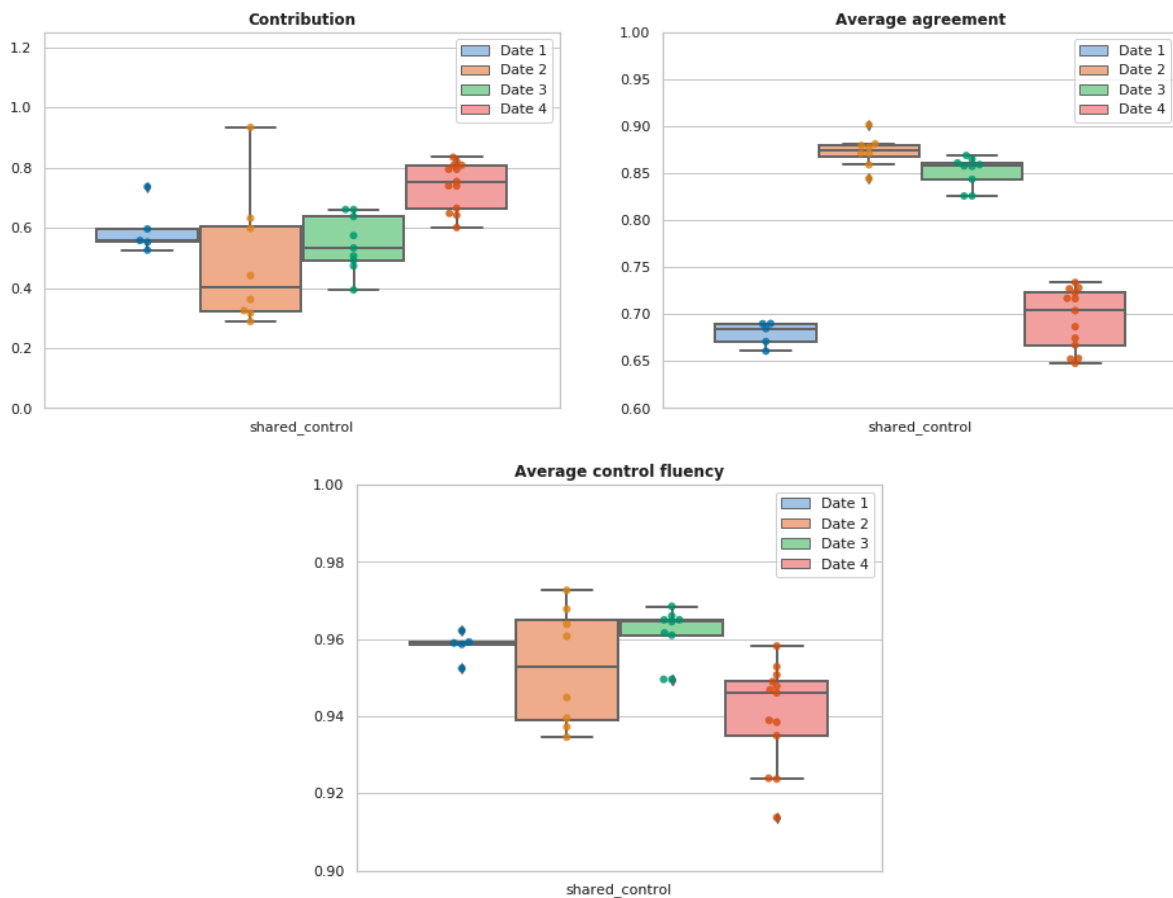 Contribution
1.2
1.0
0.8
0.6
0.4
0.2
0.0
Date 1
Date 2
Date 3
Date 4
shared_control
Average agreement
1.00
0.95
0.90
0.85
0.80
0.75
0.70
0.65
0.60
Date 1
Date 2
Date 3
Date 4
shared_control
Average control fluency
1.00
0.98
0.96
0.94
0.92
0.90
Date 1
Date 2
Date 3
Date 4
shared_control